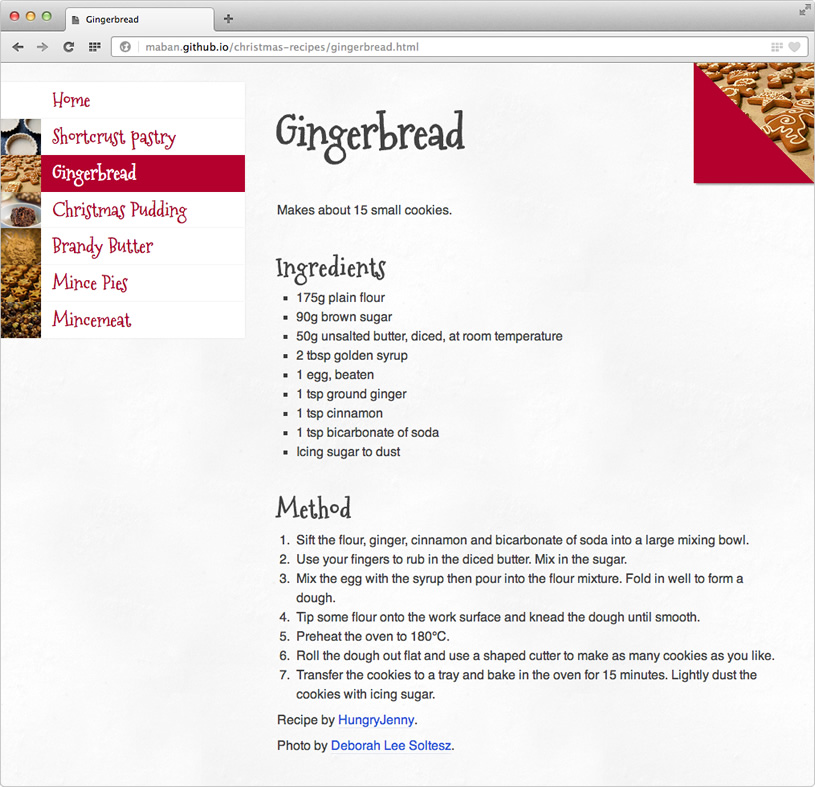 Gingerbread
maban.github.io/christmas-recipes/gingerbread.html
Home
Shortcrust pastry
Gingerbread
Christmas Pudding
Brandy Butter
Mince Pies
Mincemeat
Gingerbread
Makes about 15 small cookies.
Ingredients
175g plain flour
90g brown sugar
50g unsalted butter, diced, at room temperature
2 tbsp golden syrup
1 egg, beaten
1 tsp ground ginger
1 tsp cinnamon
1 tsp bicarbonate of soda
Icing sugar to dust
Method
1. Sift the flour, ginger, cinnamon and bicarbonate of soda into a large mixing bowl.
2. Use your fingers to rub in the diced butter. Mix in the sugar.
3. Mix the egg with the syrup then pour into the flour mixture. Fold in well to form a
dough.
4. Tip some flour onto the work surface and knead the dough until smooth.
5. Preheat the oven to 180°C.
6. Roll the dough out flat and use a shaped cutter to make as many cookies as you like.
7. Transfer the cookies to a tray and bake in the oven for 15 minutes. Lightly dust the
cookies with icing sugar.
Recipe by HungryJenny.
Photo by Deborah Lee Soltesz.